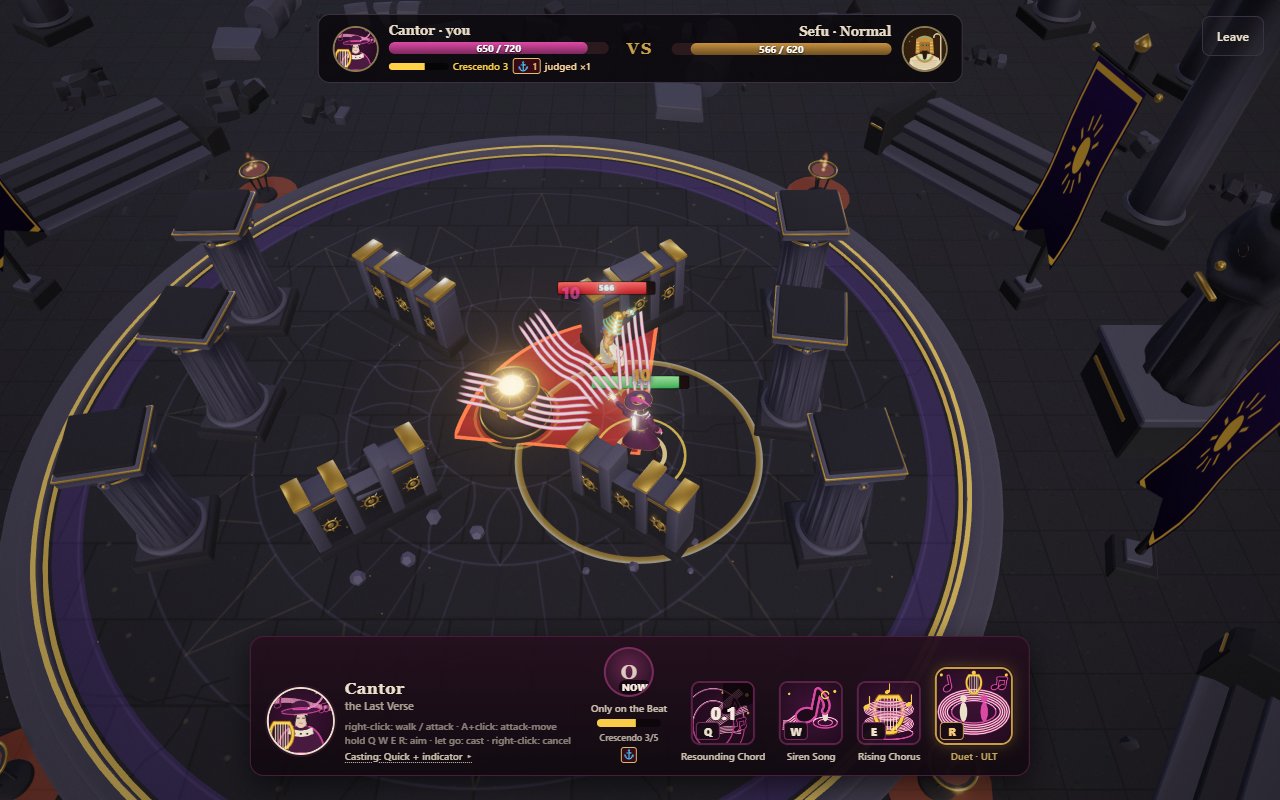 Cantor · you
650 / 720
Crescendo 3 ⚓ 1 judged ×1
VS
Sefu · Normal
566 / 620
Leave
10
566
10
Cantor
the Last Verse
right-click: walk / attack · A+click: attack-move
hold Q W E R: aim · let go: cast · right-click: cancel
Casting: Quick + indicator ▸
O
NOW
Only on the Beat
Crescendo 3/5
0.1
Q
Resounding Chord
W
Siren Song
E
Rising Chorus
R
Duet · ULT